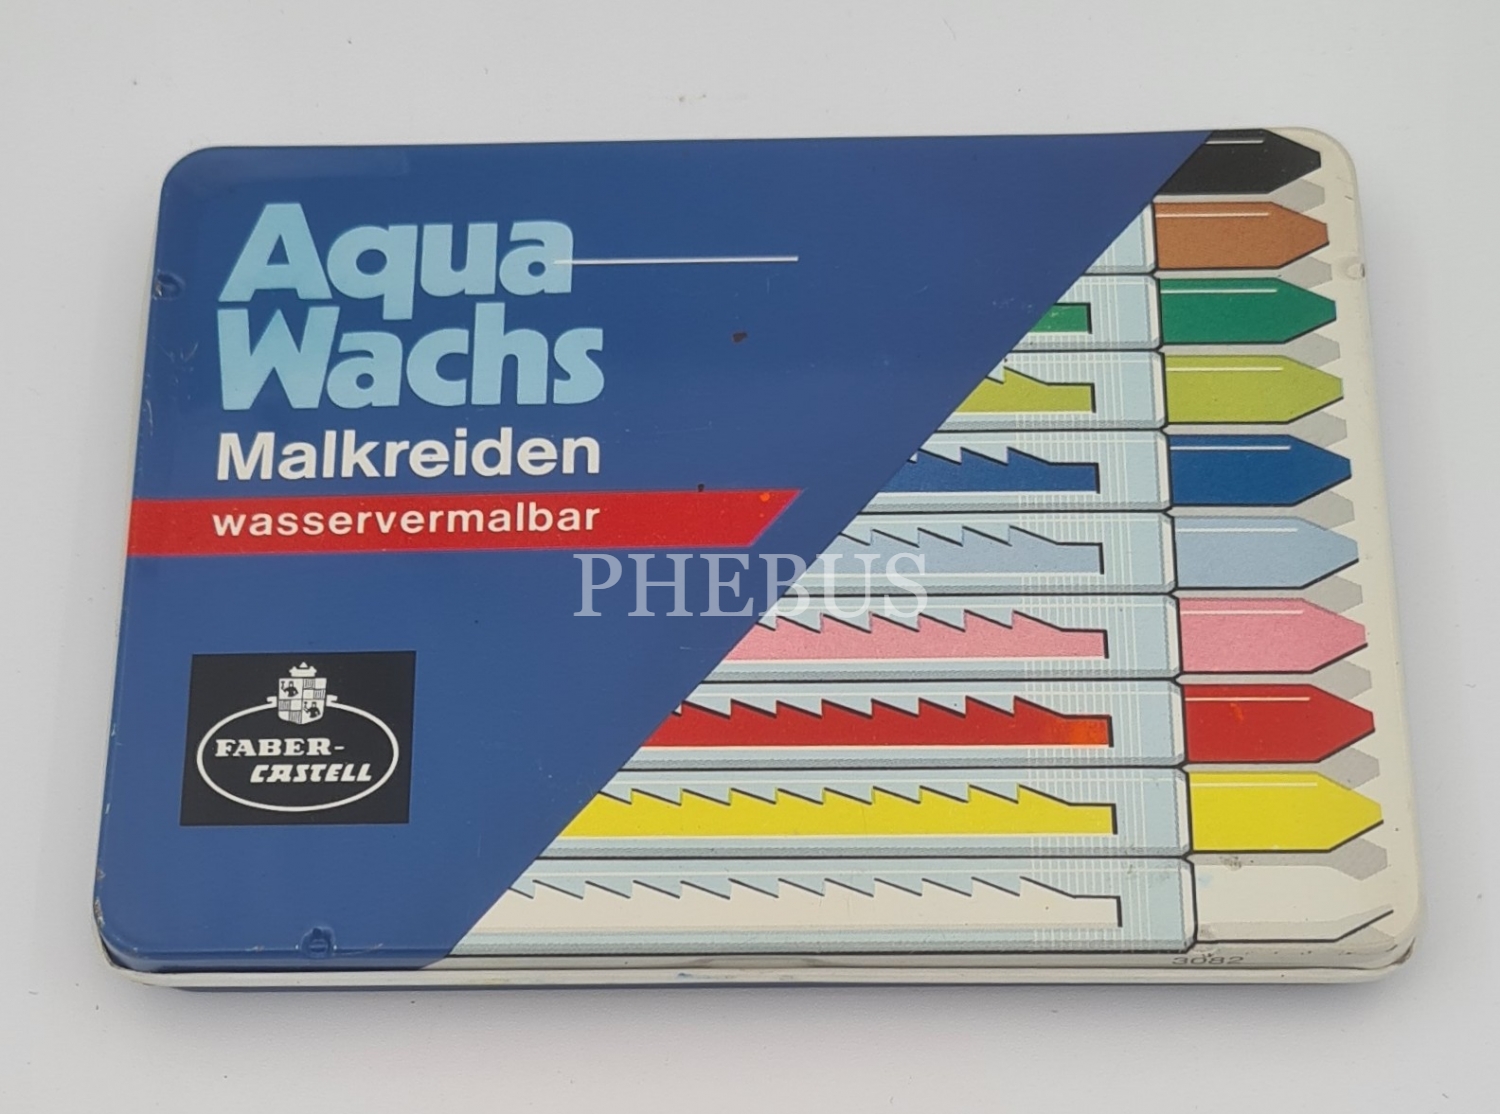 Aqua
Wachs
Malkreiden
wasservermalbar
PHEBUS
FABER-
CASTELL
3082